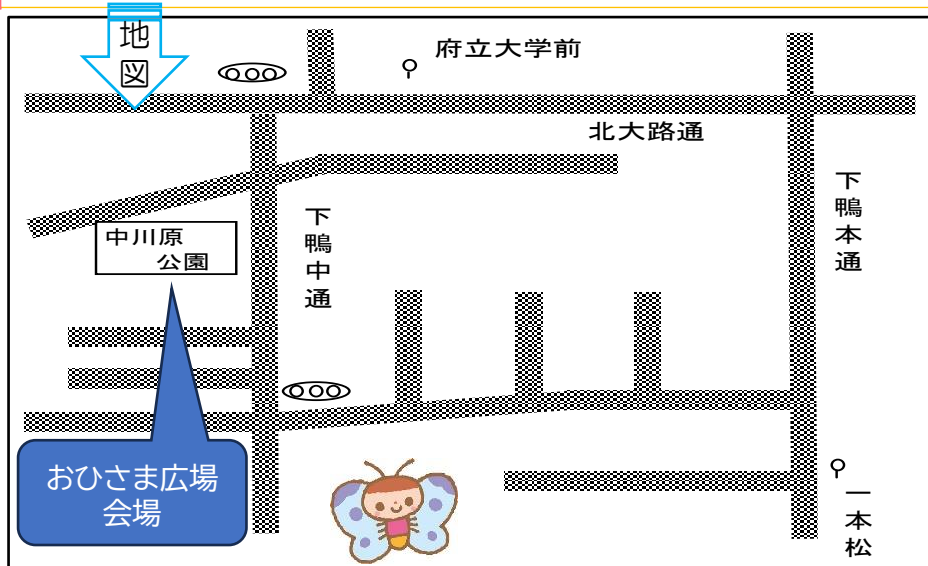 地
図
府立大学前
北大路通
下鴨本通
中川原
公園
下鴨中通
おひさま広場
会場
一本松